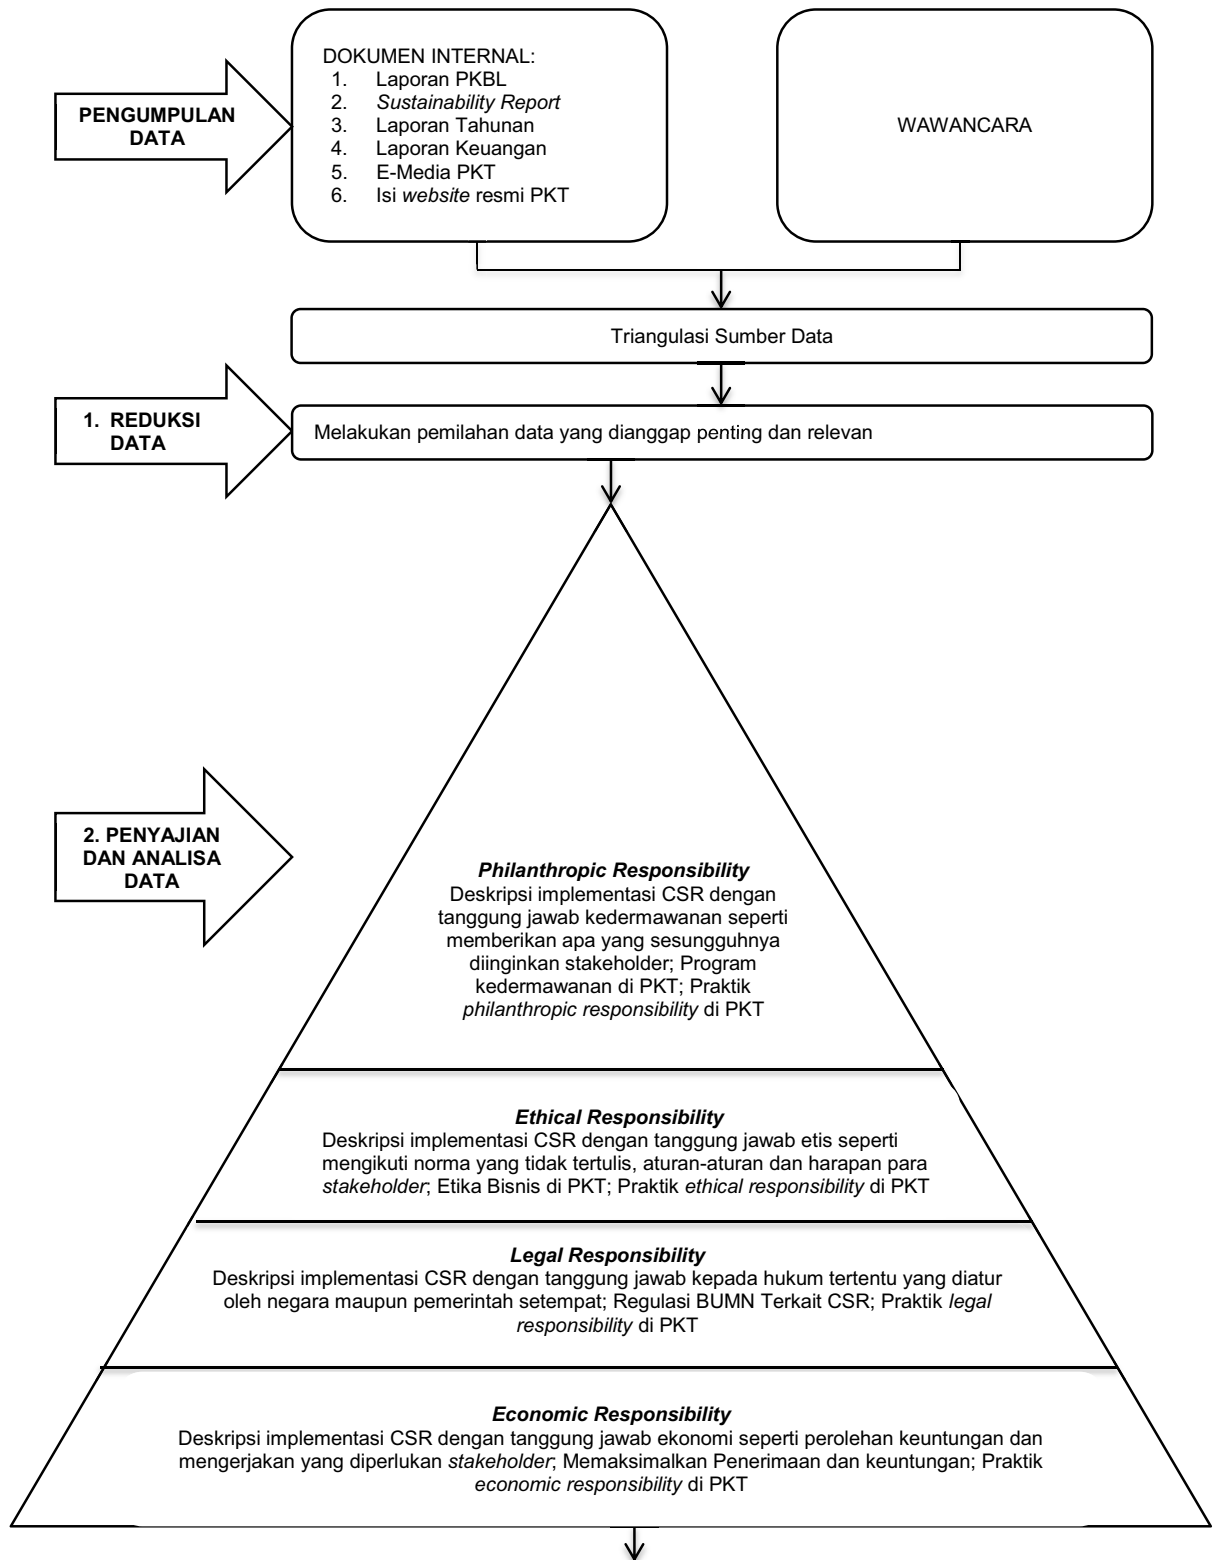 PENGUMPULAN
DATA
DOKUMEN INTERNAL:
1. Laporan PKBL
2. Sustainability Report
3. Laporan Tahunan
4. Laporan Keuangan
5. E-Media PKT
6. Isi website resmi PKT
WAWANCARA
Triangulasi Sumber Data
1. REDUKSI
DATA
Melakukan pemilahan data yang dianggap penting dan relevan
2. PENYAJIAN
DAN ANALISA
DATA
Philanthropic Responsibility
Deskripsi implementasi CSR dengan
tanggung jawab kedermawanan seperti
memberikan apa yang sesungguhnya
diinginkan stakeholder; Program
kedermawanan di PKT; Praktik
philanthropic responsibility di PKT
Ethical Responsibility
Deskripsi implementasi CSR dengan tanggung jawab etis seperti
mengikuti norma yang tidak tertulis, aturan-aturan dan harapan para
stakeholder; Etika Bisnis di PKT; Praktik ethical responsibility di PKT
Legal Responsibility
Deskripsi implementasi CSR dengan tanggung jawab kepada hukum tertentu yang diatur
oleh negara maupun pemerintah setempat; Regulasi BUMN Terkait CSR; Praktik legal
responsibility di PKT
Economic Responsibility
Deskripsi implementasi CSR dengan tanggung jawab ekonomi seperti perolehan keuntungan dan
mengerjakan yang diperlukan stakeholder; Memaksimalkan Penerimaan dan keuntungan; Praktik
economic responsibility di PKT